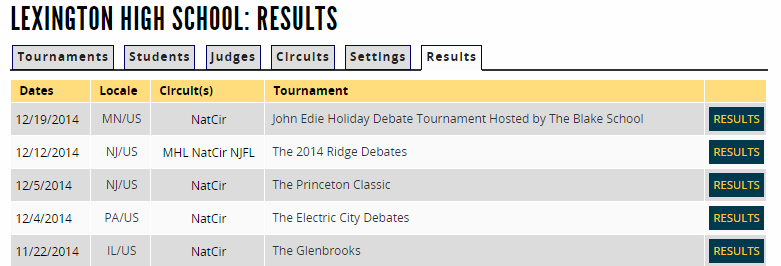 LEXINGTON HIGH SCHOOL: RESULTS
Tournaments Students Judges Circuits Settings Results
Dates Locale Circuit(s) Tournament
12/19/2014 MN/US NatCir John Edie Holiday Debate Tournament Hosted by The Blake School RESULTS
12/12/2014 NJ/US MHL NatCir NJFL The 2014 Ridge Debates RESULTS
12/5/2014 NJ/US NatCir The Princeton Classic RESULTS
12/4/2014 PA/US NatCir The Electric City Debates RESULTS
11/22/2014 IL/US NatCir The Glenbrooks RESULTS